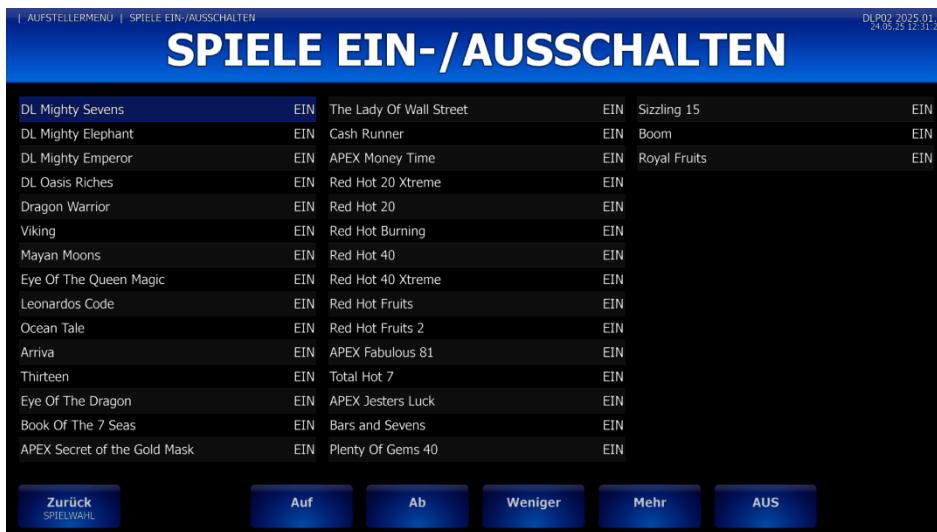 | AUFSTELLERMENÜ | SPIELE EIN-/AUSSCHALTEN
DLP02 2025.01.
24.05.25 12:31:2
SPIELE EIN-/AUSSCHALTEN
DL Mighty Sevens EIN
DL Mighty Elephant EIN
DL Mighty Emperor EIN
DL Oasis Riches EIN
Dragon Warrior EIN
Viking EIN
Mayan Moons EIN
Eye Of The Queen Magic EIN
Leonardos Code EIN
Ocean Tale EIN
Arriva EIN
Thirteen EIN
Eye Of The Dragon EIN
Book Of The 7 Seas EIN
APEX Secret of the Gold Mask EIN
The Lady Of Wall Street EIN
Cash Runner EIN
APEX Money Time EIN
Red Hot 20 Xtreme EIN
Red Hot 20 EIN
Red Hot Burning EIN
Red Hot 40 EIN
Red Hot 40 Xtreme EIN
Red Hot Fruits EIN
Red Hot Fruits 2 EIN
APEX Fabulous 81 EIN
Total Hot 7 EIN
APEX Jesters Luck EIN
Bars and Sevens EIN
Plenty Of Gems 40 EIN
Sizzling 15 EIN
Boom EIN
Royal Fruits EIN
Zurück
SPIELWAHL
Auf
Ab
Weniger
Mehr
AUS